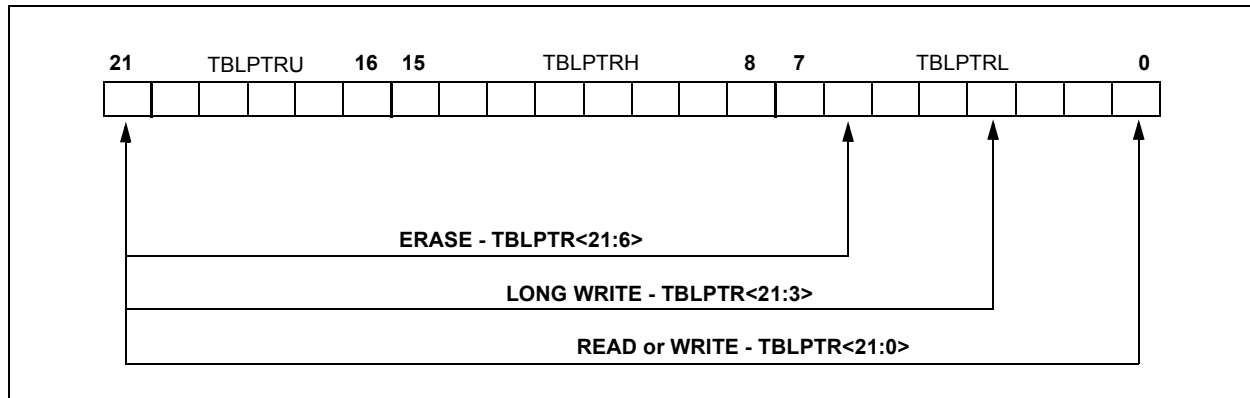 21 TBLPTRU 16 15 TBLPTRH 8 7 TBLPTRL 0
ERASE - TBLPTR<21:6>
LONG WRITE - TBLPTR<21:3>
READ or WRITE - TBLPTR<21:0>